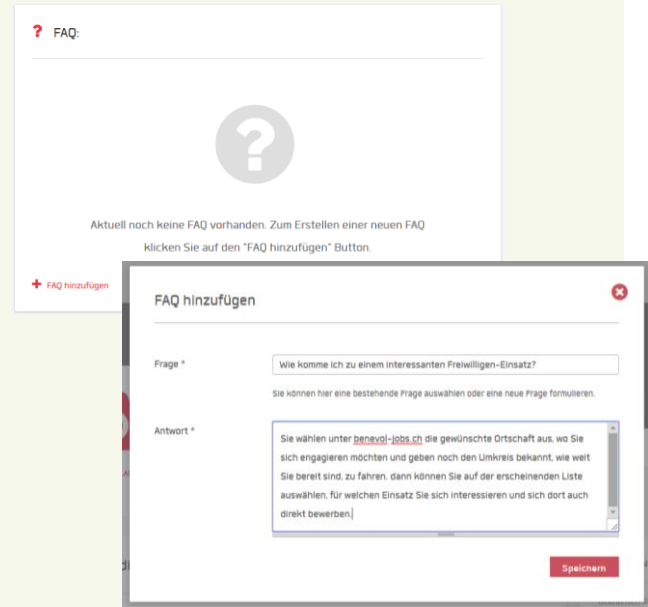 ? FAQ:
Aktuell noch keine FAQ vorhanden. Zum Erstellen einer neuen FAQ
klicken Sie auf den "FAQ hinzufügen" Button.
+ FAQ hinzufügen
FAQ hinzufügen
Frage *
Wie komme ich zu einem interessanten Freiwilligen-Einsatz?
Sie können hier eine bestehende Frage auswählen oder eine neue Frage formulieren.
Antwort *
Sie wählen unter benevol-jobs.ch die gewünschte Ortschaft aus, wo Sie
sich engagieren möchten und geben noch den Umkreis bekannt, wie weit
Sie bereit sind, zu fahren. dann können Sie auf der erscheinenden Liste
auswählen, für welchen Einsatz Sie sich interessieren und sich dort auch
direkt bewerben.
Speichern